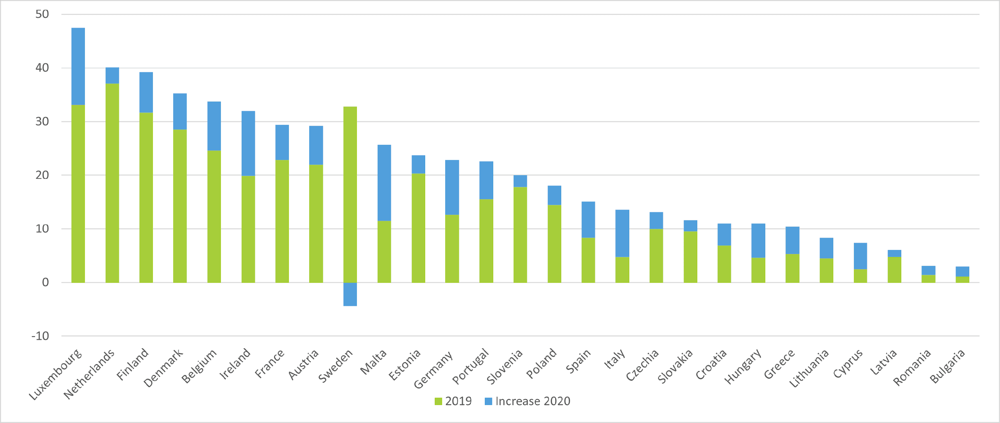 50
40
30
20
10
0
-10
Luxembourg
Netherlands
Finland
Denmark
Belgium
Ireland
France
Austria
Sweden
Malta
Estonia
Germany
Portugal
Slovenia
Poland
Spain
Italy
Czechia
Slovakia
Croatia
Hungary
Greece
Lithuania
Cyprus
Latvia
Romania
Bulgaria
2019 Increase 2020